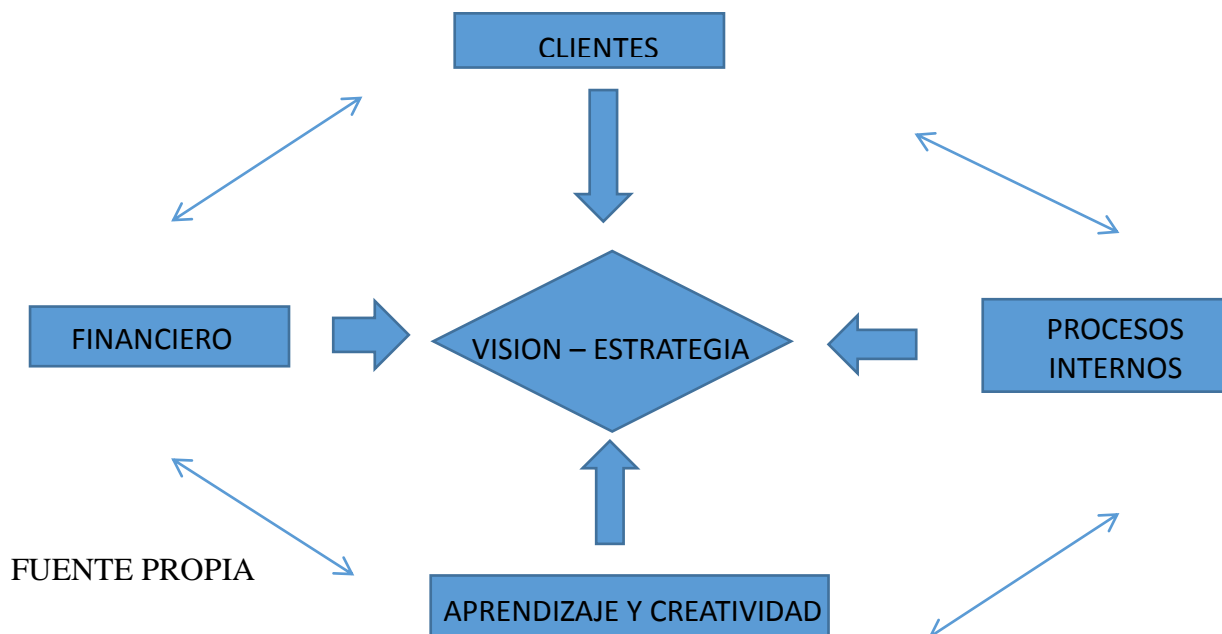 CLIENTES
FINANCIERO
VISION – ESTRATEGIA
PROCESOS
INTERNOS
FUENTE PROPIA
APRENDIZAJE Y CREATIVIDAD